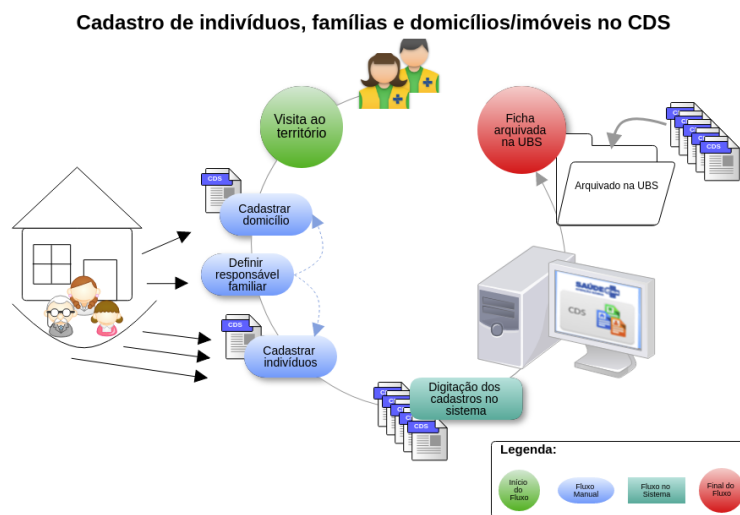 Cadastro de indivíduos, famílias e domicílios/imóveis no CDS
Visita ao
território
Ficha
arquivada
na UBS
CDS
Arquivado na UBS
CDS
Cadastrar
domicílio
Definir
responsável
familiar
SAÚDE
CDS
CDS
Cadastrar
indivíduos
Digitação dos
cadastros no
sistema
CDS
Legenda:
Início
do
Fluxo
Fluxo
Manual
Fluxo no
Sistema
Final do
Fluxo